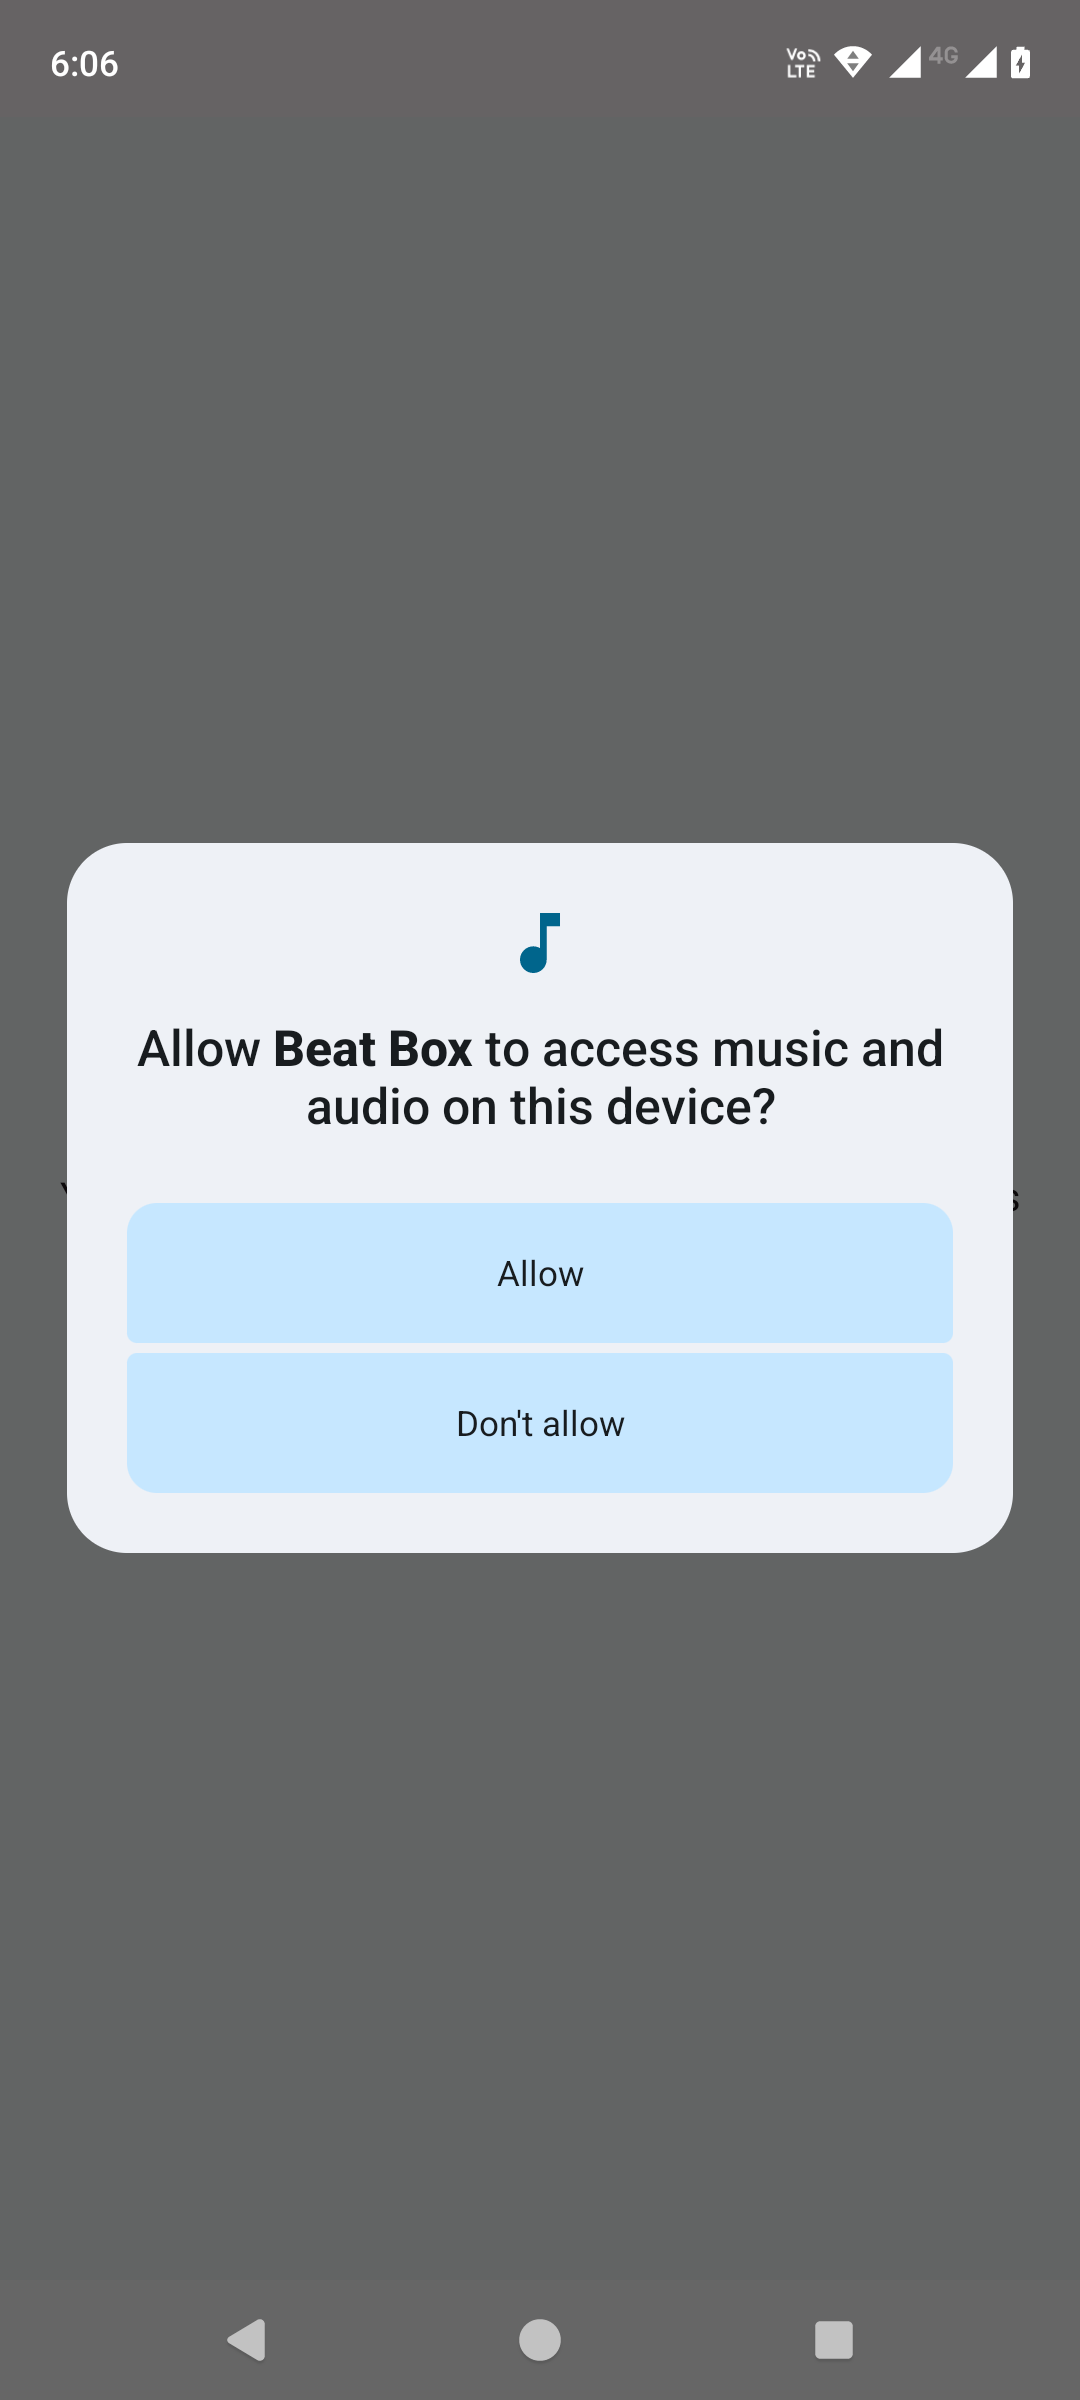 6:06
Vo
LTE
4G
Allow Beat Box to access music and
audio on this device?
Allow
Don't allow